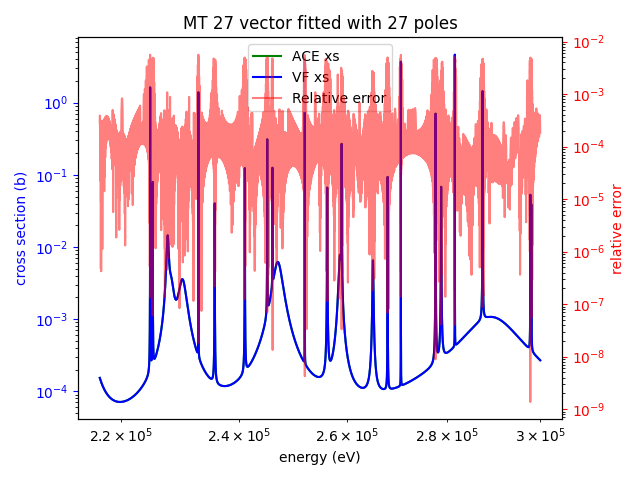 MT 27 vector fitted with 27 poles
ACE xs
VF xs
Relative error
cross section (b)
10^0
10^-1
10^-2
10^-3
10^-4
relative error
10^-2
10^-3
10^-4
10^-5
10^-6
10^-7
10^-8
10^-9
2.2 × 10^5
2.4 × 10^5
2.6 × 10^5
2.8 × 10^5
3 × 10^5
energy (eV)